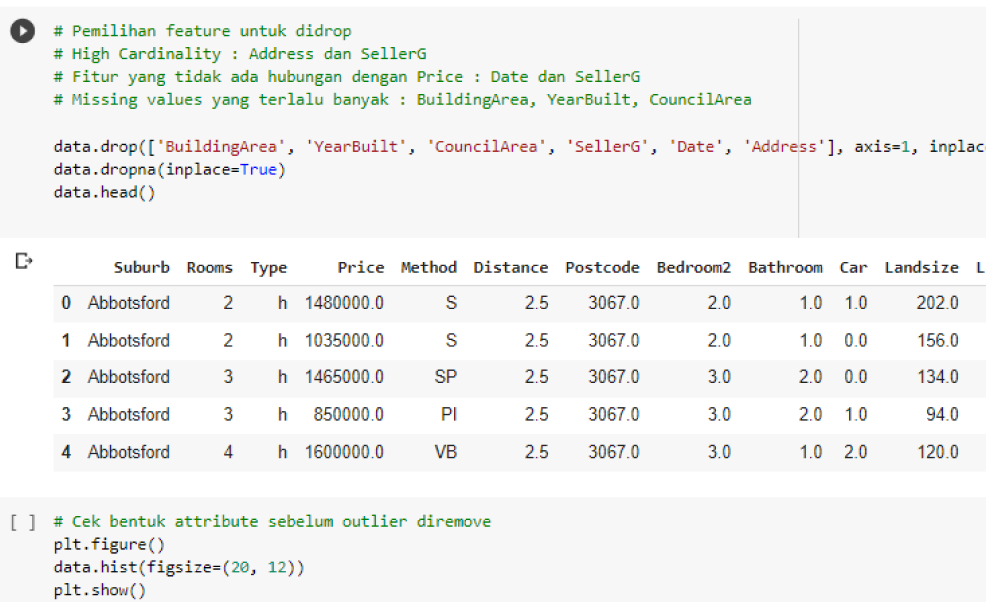 # Pemilihan feature untuk didrop
# High Cardinality : Address dan SellerG
# Fitur yang tidak ada hubungan dengan Price : Date dan SellerG
# Missing values yang terlalu banyak : BuildingArea, YearBuilt, CouncilArea
data.drop(['BuildingArea', 'YearBuilt', 'CouncilArea', 'SellerG', 'Date', 'Address'], axis=1, inplac
data.dropna(inplace=True)
data.head()
Suburb Rooms Type Price Method Distance Postcode Bedroom2 Bathroom Car Landsize L
0 Abbotsford 2 h 1480000.0 S 2.5 3067.0 2.0 1.0 1.0 202.0
1 Abbotsford 2 h 1035000.0 S 2.5 3067.0 2.0 1.0 0.0 156.0
2 Abbotsford 3 h 1465000.0 SP 2.5 3067.0 3.0 2.0 0.0 134.0
3 Abbotsford 3 h 850000.0 PI 2.5 3067.0 3.0 2.0 1.0 94.0
4 Abbotsford 4 h 1600000.0 VB 2.5 3067.0 3.0 1.0 2.0 120.0
[ ] # Cek bentuk attribute sebelum outlier diremove
plt.figure()
data.hist(figsize=(20, 12))
plt.show()